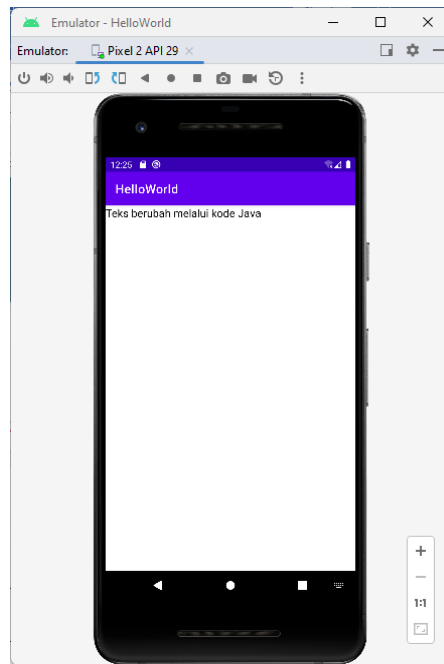 Emulator - HelloWorld
Emulator: Pixel 2 API 29
12:25
HelloWorld
Teks berubah melalui kode Java
1:1